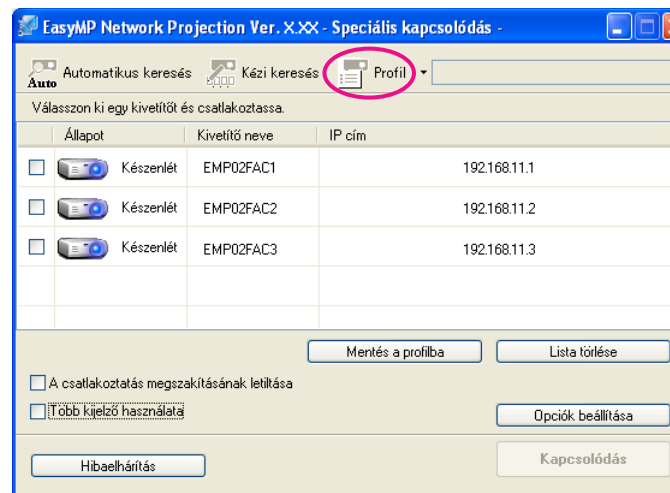 EasyMP Network Projection Ver. X.XX - Speciális kapcsolódás -
Auto Automatikus keresés Kézi keresés Profil
Válasszon ki egy kivetítőt és csatlakoztassa.
Állapot Kivetítő neve IP cím
Készenlét EMP02FAC1 192.168.11.1
Készenlét EMP02FAC2 192.168.11.2
Készenlét EMP02FAC3 192.168.11.3
Mentés a profilba Lista törlése
A csatlakoztatás megszakításának letiltása
Több kijelző használata
Opciók beállítása
Hibaelhárítás Kapcsolódás